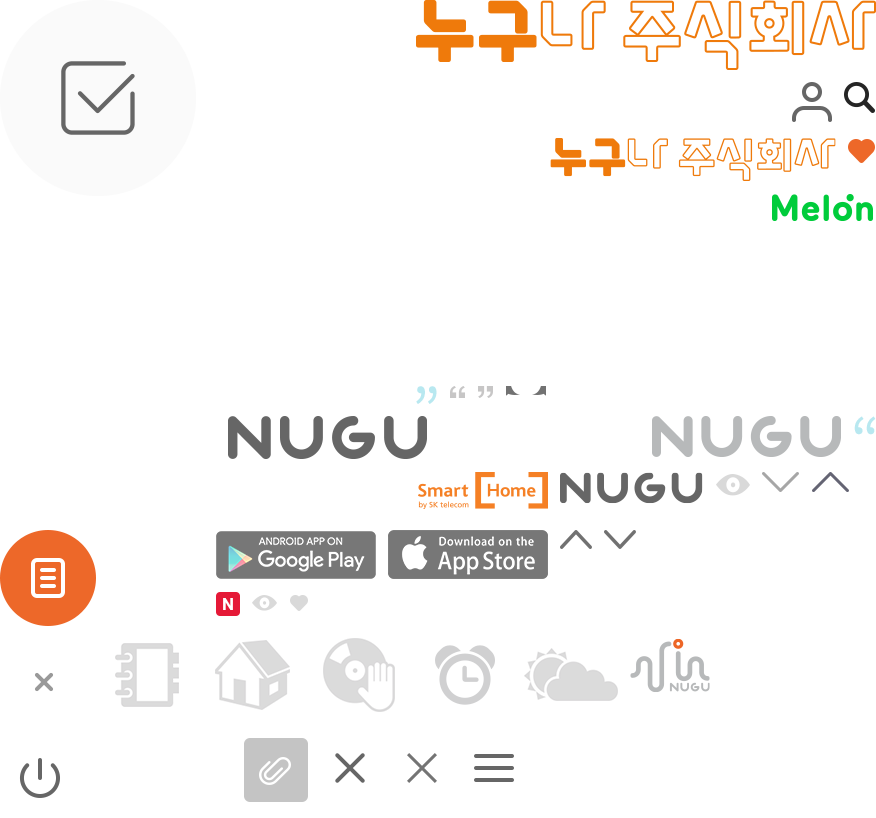 누구나 주식회사
누구나 주식회사
Melon
NUGU
NUGU
Smart [Home]
by SK telecom
NUGU
ANDROID APP ON
Google Play
Download on the
App Store
N
NUGU